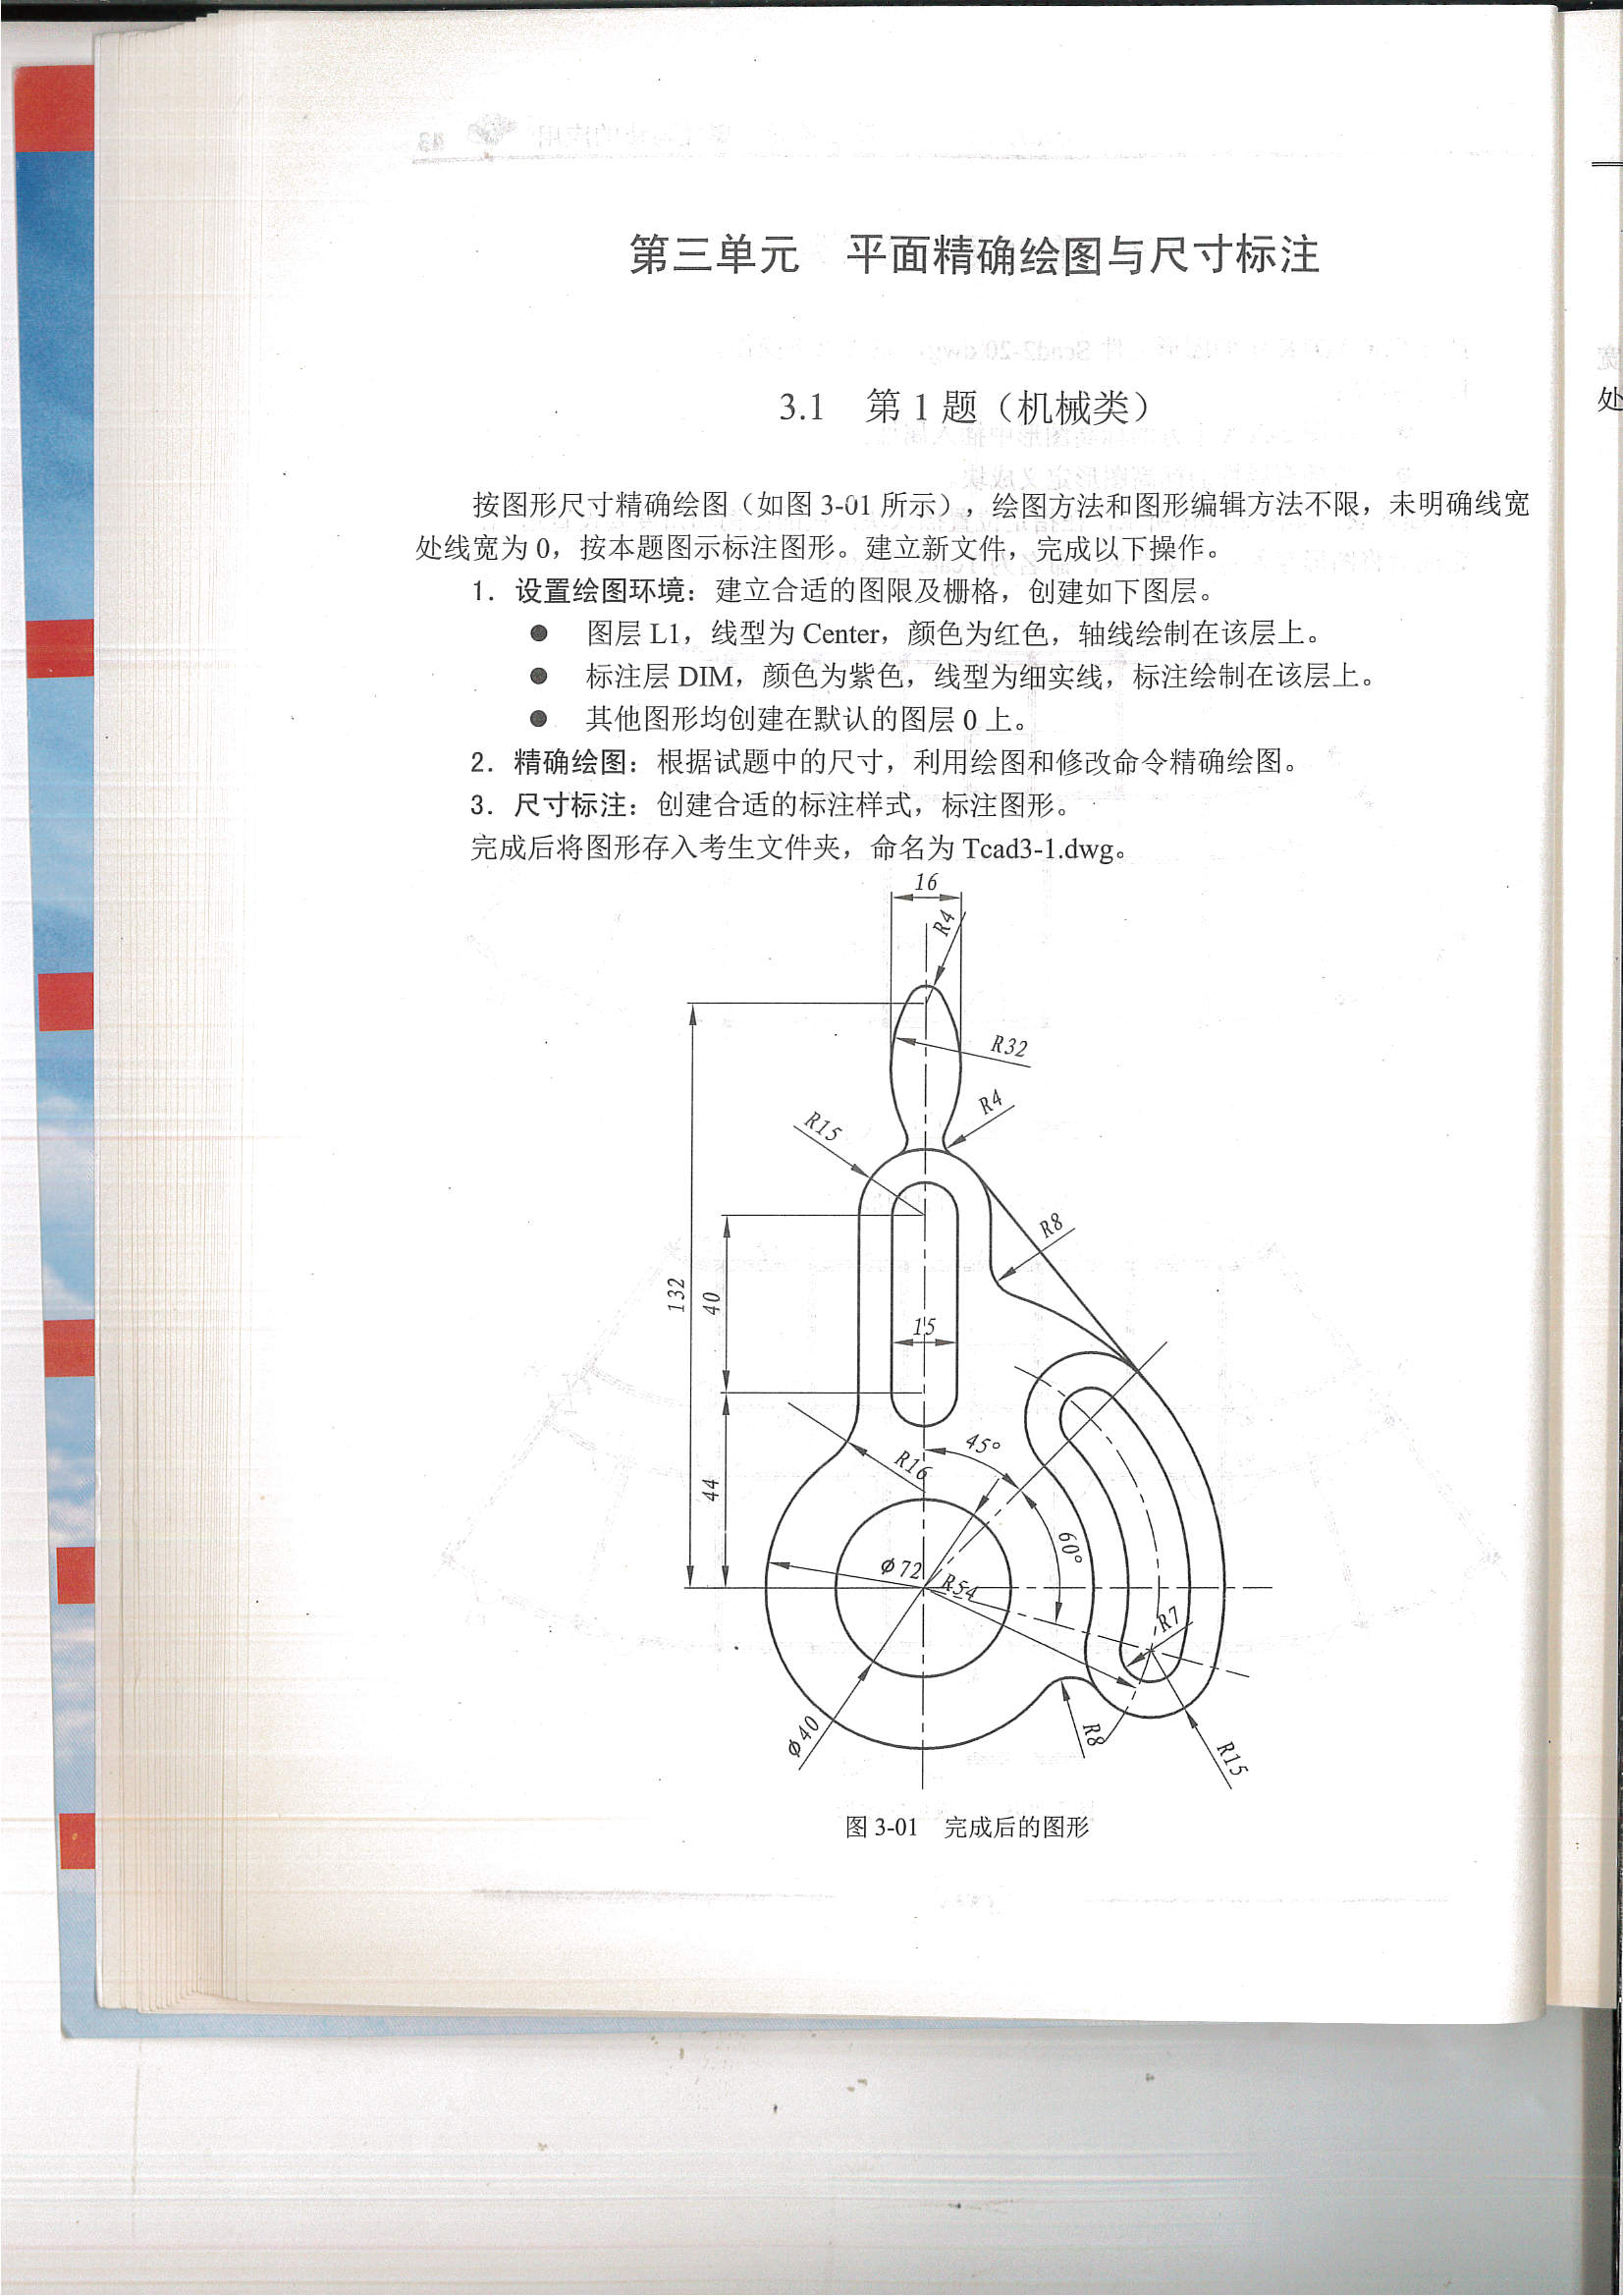 第三单元 平面精确绘图与尺寸标注
3.1 第1题（机械类）
按图形尺寸精确绘图（如图 3-01 所示），绘图方法和图形编辑方法不限，未明确线宽
处线宽为 0，按本题图示标注图形。建立新文件，完成以下操作。
1．设置绘图环境：建立合适的图限及栅格，创建如下图层。
● 图层 L1，线型为 Center，颜色为红色，轴线绘制在该层上。
● 标注层 DIM，颜色为紫色，线型为细实线，标注绘制在该层上。
● 其他图形均创建在默认的图层 0 上。
2．精确绘图：根据试题中的尺寸，利用绘图和修改命令精确绘图。
3．尺寸标注：创建合适的标注样式，标注图形。
完成后将图形存入考生文件夹，命名为 Tcad3-1.dwg。
16
R4
R32
R4
R15
R8
132
40
15
45°
R16
44
60°
ϕ72
R54
R7
ϕ40
R8
R15
图 3-01 完成后的图形
处